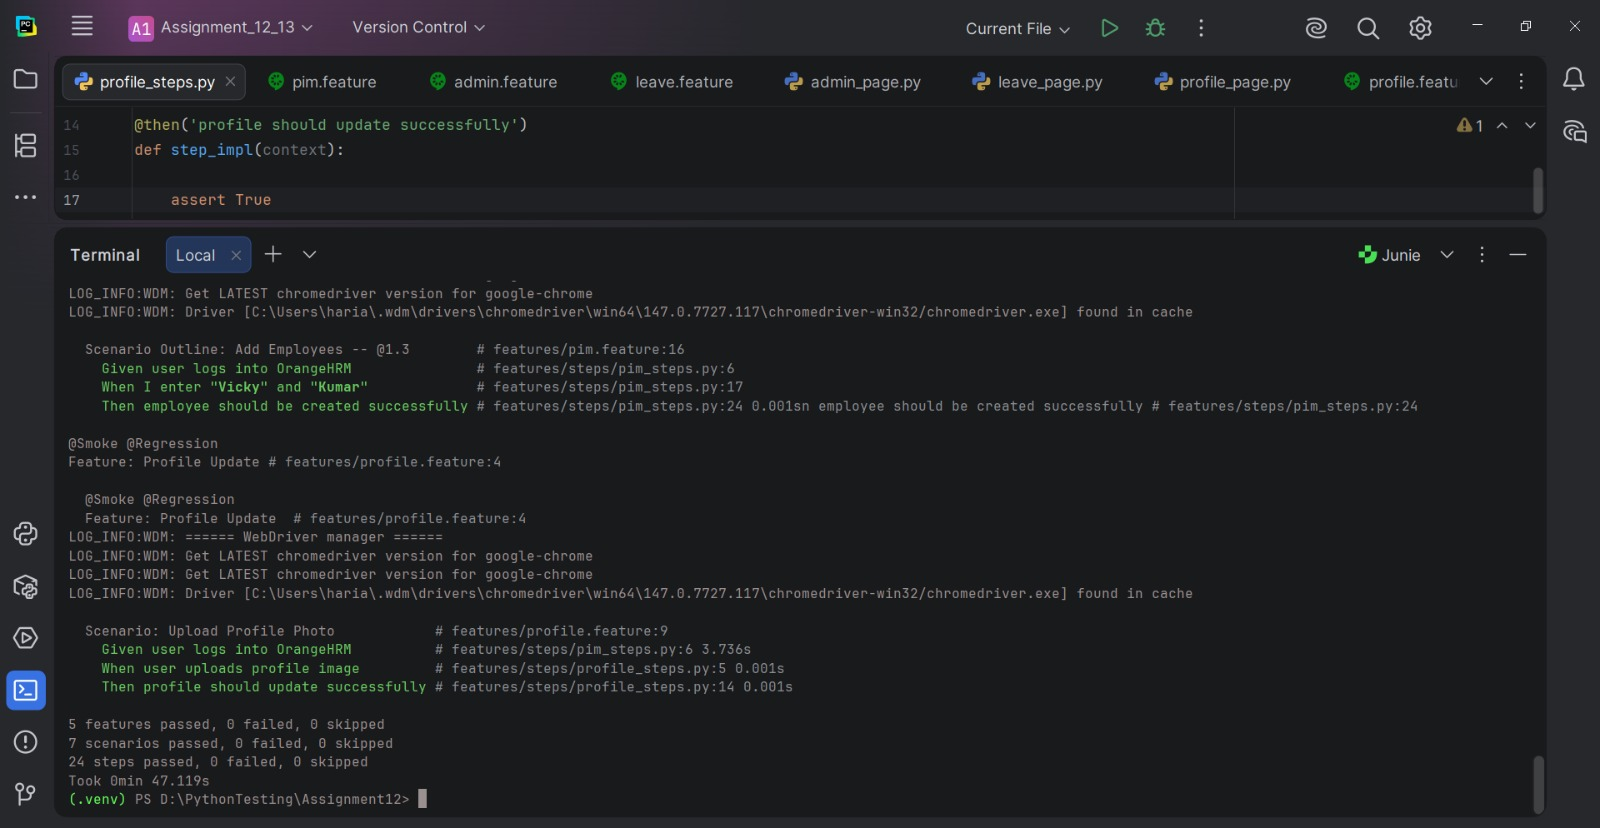 PC
A1 Assignment_12_13
Version Control
Current File
profile_steps.py
pim.feature
admin.feature
leave.feature
admin_page.py
leave_page.py
profile_page.py
profile.featu
14 @then('profile should update successfully')
15 def step_impl(context):
16
17 assert True
1
Terminal
Local
Junie
LOG_INFO:WDM: Get LATEST chromedriver version for google-chrome
LOG_INFO:WDM: Driver [C:\Users\haria\.wdm\drivers\chromedriver\win64\147.0.7727.117\chromedriver-win32/chromedriver.exe] found in cache
Scenario Outline: Add Employees -- @1.3 # features/pim.feature:16
Given user logs into OrangeHRM # features/steps/pim_steps.py:6
When I enter "Vicky" and "Kumar" # features/steps/pim_steps.py:17
Then employee should be created successfully # features/steps/pim_steps.py:24 0.001sn employee should be created successfully # features/steps/pim_steps.py:24
@Smoke @Regression
Feature: Profile Update # features/profile.feature:4
@Smoke @Regression
Feature: Profile Update # features/profile.feature:4
LOG_INFO:WDM: ====== WebDriver manager ======
LOG_INFO:WDM: Get LATEST chromedriver version for google-chrome
LOG_INFO:WDM: Get LATEST chromedriver version for google-chrome
LOG_INFO:WDM: Driver [C:\Users\haria\.wdm\drivers\chromedriver\win64\147.0.7727.117\chromedriver-win32/chromedriver.exe] found in cache
Scenario: Upload Profile Photo # features/profile.feature:9
Given user logs into OrangeHRM # features/steps/pim_steps.py:6 3.736s
When user uploads profile image # features/steps/profile_steps.py:5 0.001s
Then profile should update successfully # features/steps/profile_steps.py:14 0.001s
5 features passed, 0 failed, 0 skipped
7 scenarios passed, 0 failed, 0 skipped
24 steps passed, 0 failed, 0 skipped
Took 0min 47.119s
(.venv) PS D:\PythonTesting\Assignment12>